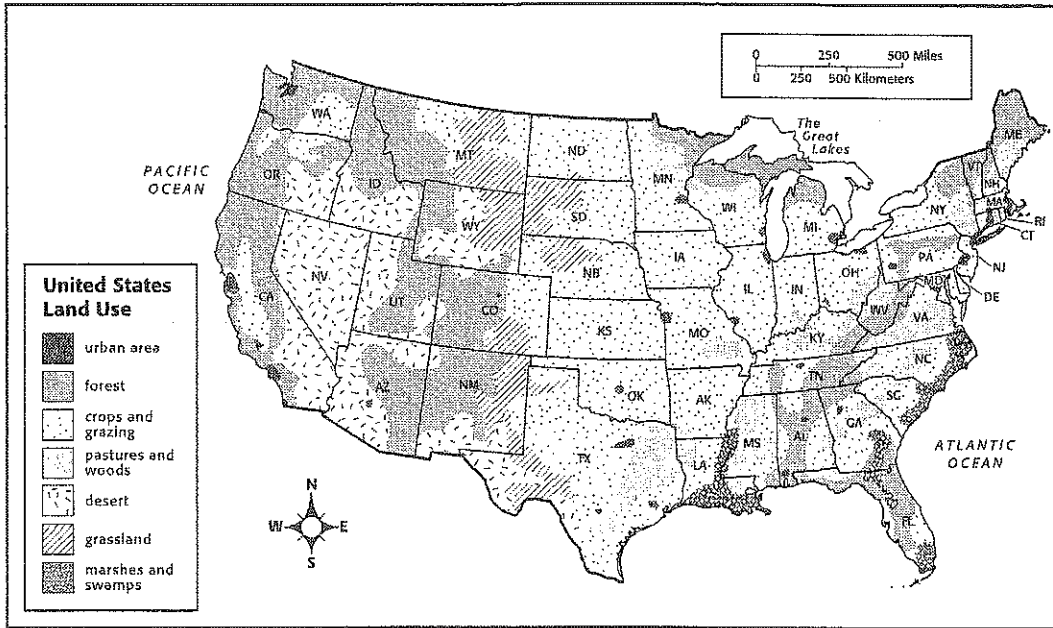 0 250 500 Miles
0 250 500 Kilometers
The
Great
Lakes
PACIFIC
OCEAN
ATLANTIC
OCEAN
WA
OR
ID
MT
ND
MN
WI
MI
NY
VT
NH
ME
MA
RI
CT
NJ
DE
PA
MD
WY
SD
NB
IA
IL
IN
OH
WV
VA
NV
UT
CO
KS
MO
KY
CA
AZ
NM
OK
AK
TN
NC
SC
TX
LA
MS
AL
GA
FL
United States
Land Use
urban area
forest
crops and
grazing
pastures and
woods
desert
grassland
marshes and
swamps
N
W E
S